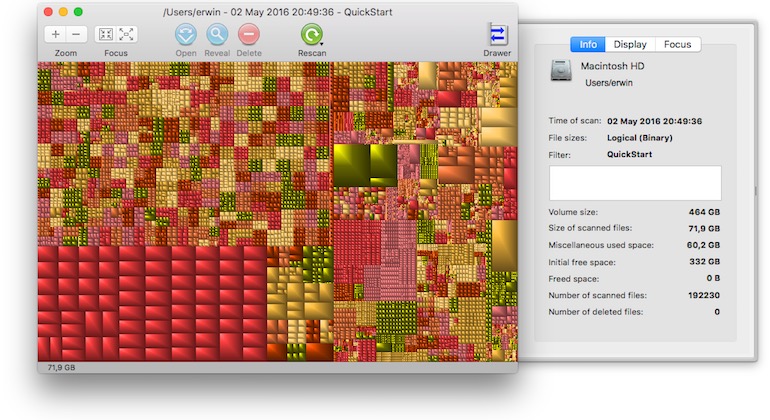 /Users/erwin - 02 May 2016 20:49:36 - QuickStart
Zoom Focus Open Reveal Delete Rescan Drawer
71,9 GB
Info Display Focus
Macintosh HD
Users/erwin
Time of scan: 02 May 2016 20:49:36
File sizes: Logical (Binary)
Filter: QuickStart
Volume size: 464 GB
Size of scanned files: 71,9 GB
Miscellaneous used space: 60,2 GB
Initial free space: 332 GB
Freed space: 0 B
Number of scanned files: 192230
Number of deleted files: 0